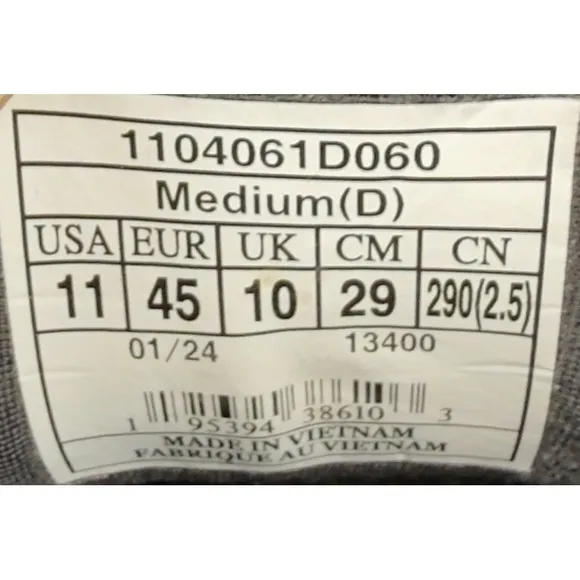 1104061D060
Medium(D)
USA EUR UK CM CN
11 45 10 29 290(2.5)
01/24 13400
1 95394 38610 3
MADE IN VIETNAM
FABRIQUE AU VIETNAM